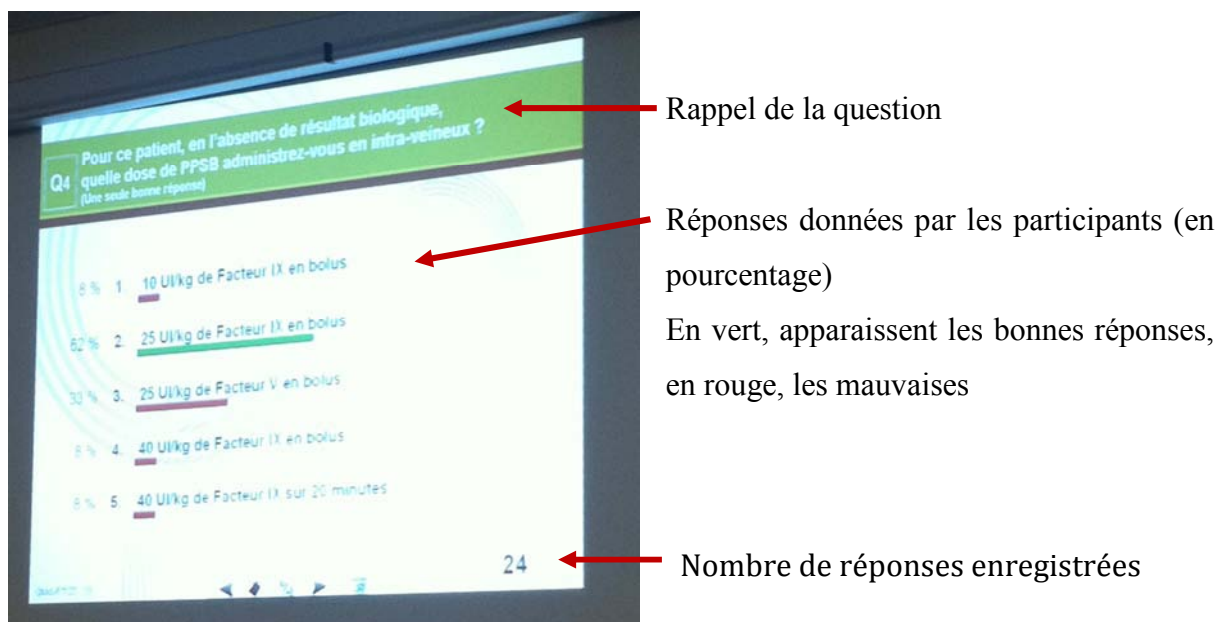 Pour ce patient, en l'absence de résultat biologique,
Q4 quelle dose de PPSB administrez-vous en intra-veineux ?
(Une seule bonne réponse)
8 % 1. 10 UI/kg de Facteur IX en bolus
62 % 2. 25 UI/kg de Facteur IX en bolus
33 % 3. 25 UI/kg de Facteur V en bolus
8 % 4. 40 UI/kg de Facteur IX en bolus
8 % 5. 40 UI/kg de Facteur IX sur 20 minutes
24
Rappel de la question
Réponses données par les participants (en
pourcentage)
En vert, apparaissent les bonnes réponses,
en rouge, les mauvaises
Nombre de réponses enregistrées